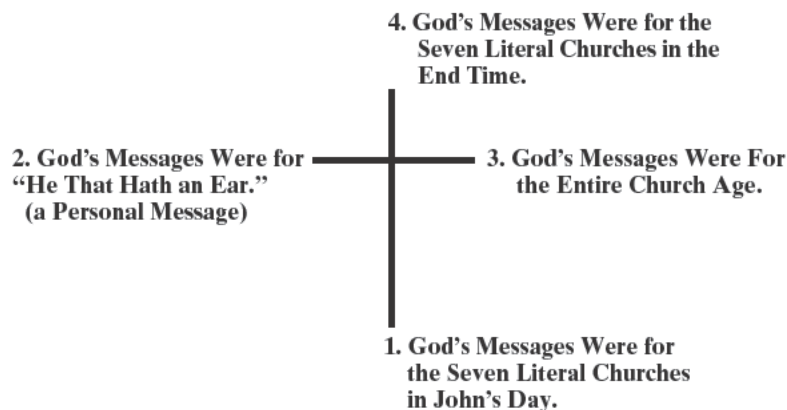 4. God’s Messages Were for the
Seven Literal Churches in the
End Time.
2. God’s Messages Were for
“He That Hath an Ear.”
(a Personal Message)
3. God’s Messages Were For
the Entire Church Age.
1. God’s Messages Were for
the Seven Literal Churches
in John’s Day.